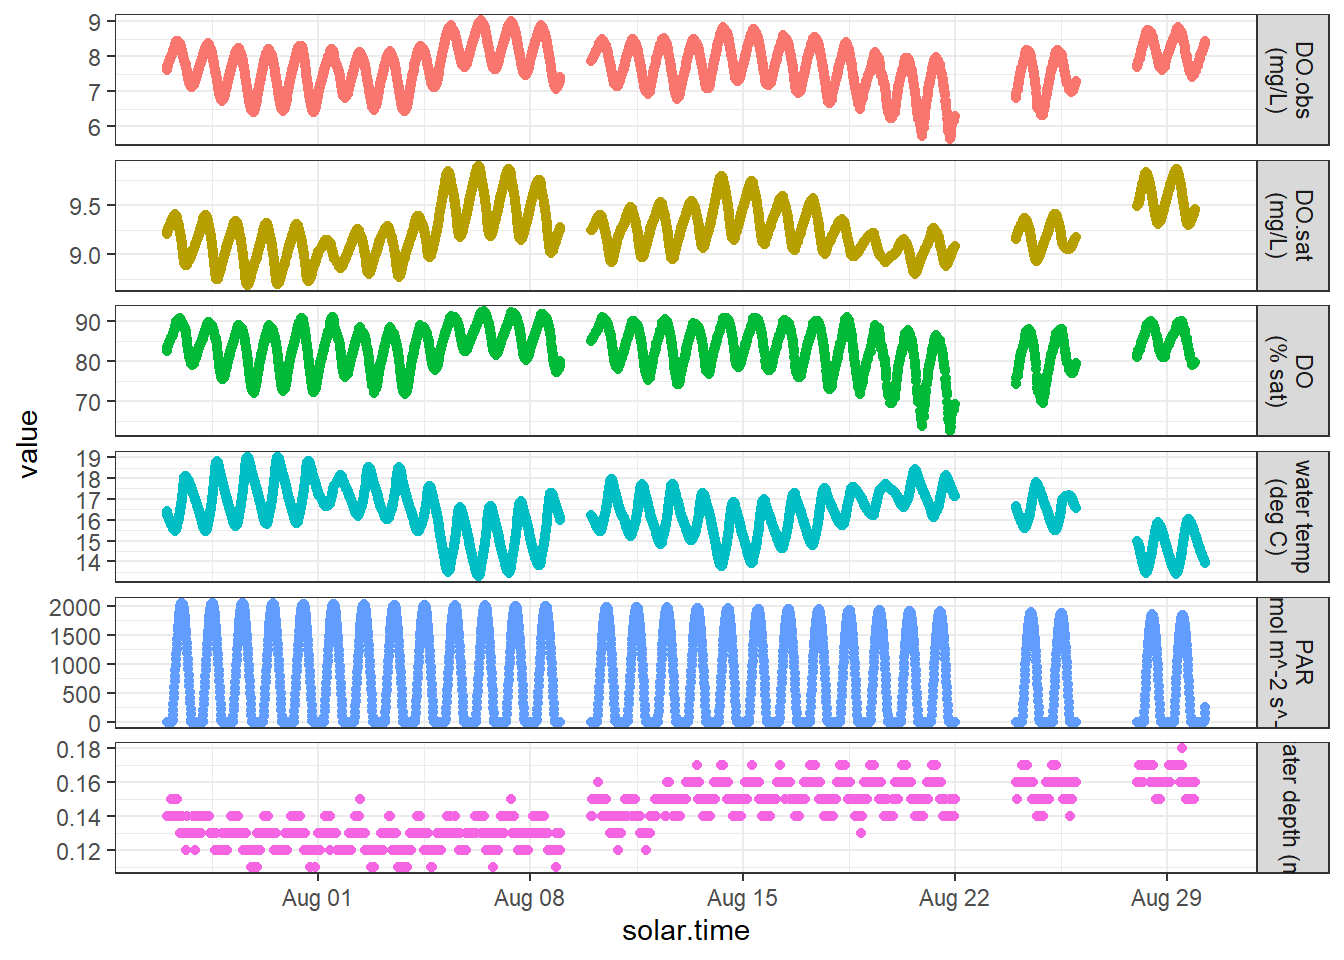 9
8
7
6
DO.obs
(mg/L)
9.5
9.0
DO.sat
(mg/L)
90
80
70
DO
(% sat)
19
18
17
16
15
14
water temp
(deg C)
2000
1500
1000
500
0
PAR
mol m^-2 s^-
0.18
0.16
0.14
0.12
ater depth
value
Aug 01 Aug 08 Aug 15 Aug 22 Aug 29
solar.time